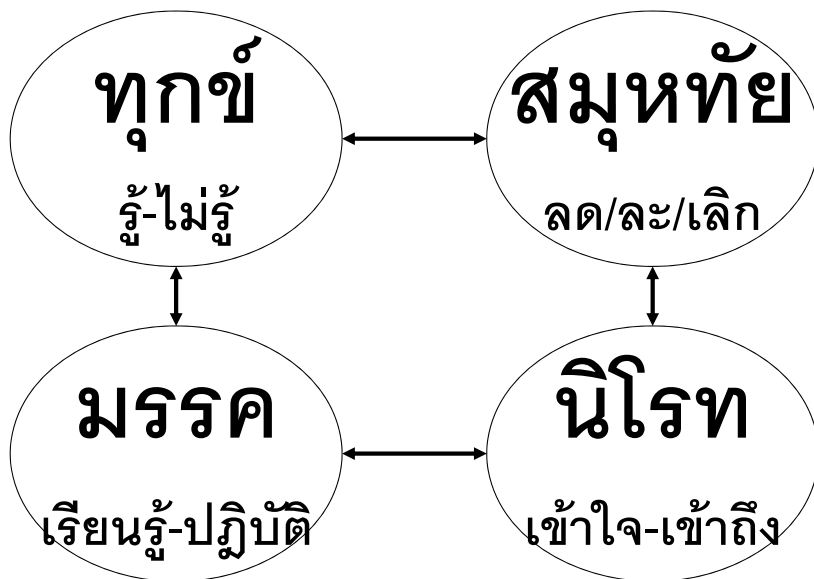 ทุกข์
รู้-ไม่รู้
สมุหทัย
ลด/ละ/เลิก
มรรค
เรียนรู้-ปฎิบัติ
นิโรท
เข้าใจ-เข้าถึง